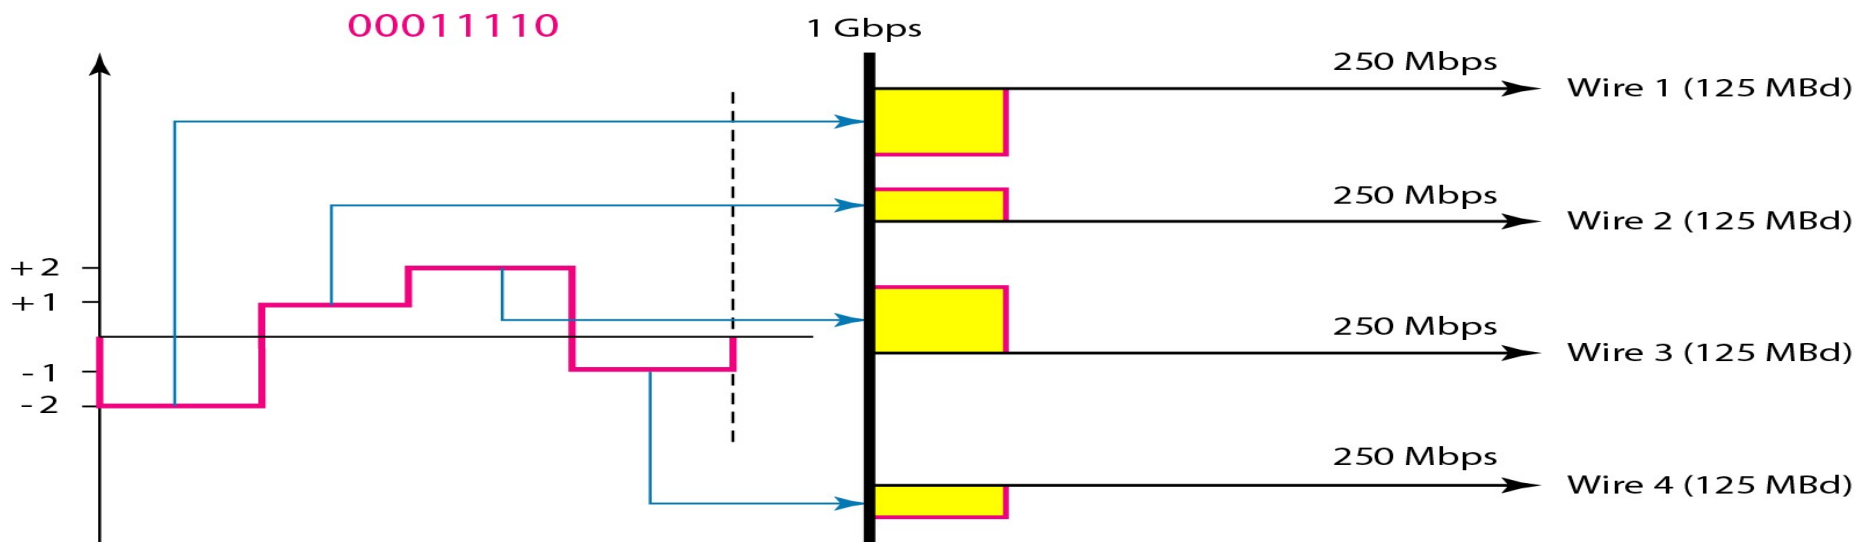 00011110
1 Gbps
250 Mbps
Wire 1 (125 MBd)
250 Mbps
Wire 2 (125 MBd)
+2
+1
-1
-2
250 Mbps
Wire 3 (125 MBd)
250 Mbps
Wire 4 (125 MBd)